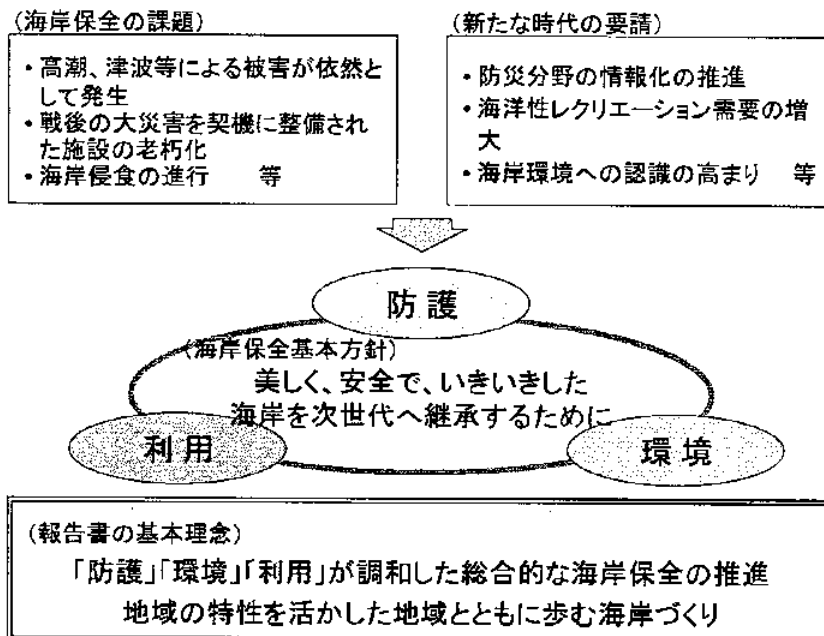 (海岸保全の課題)
・高潮、津波等による被害が依然と
して発生
・戦後の大災害を契機に整備され
た施設の老朽化
・海岸侵食の進行　等
(新たな時代の要請)
・防災分野の情報化の推進
・海洋性レクリエーション需要の増
大
・海岸環境への認識の高まり　等
防護
(海岸保全基本方針)
美しく、安全で、いきいきした
海岸を次世代へ継承するために
利用
環境
(報告書の基本理念)
「防護」「環境」「利用」が調和した総合的な海岸保全の推進
地域の特性を活かした地域とともに歩む海岸づくり